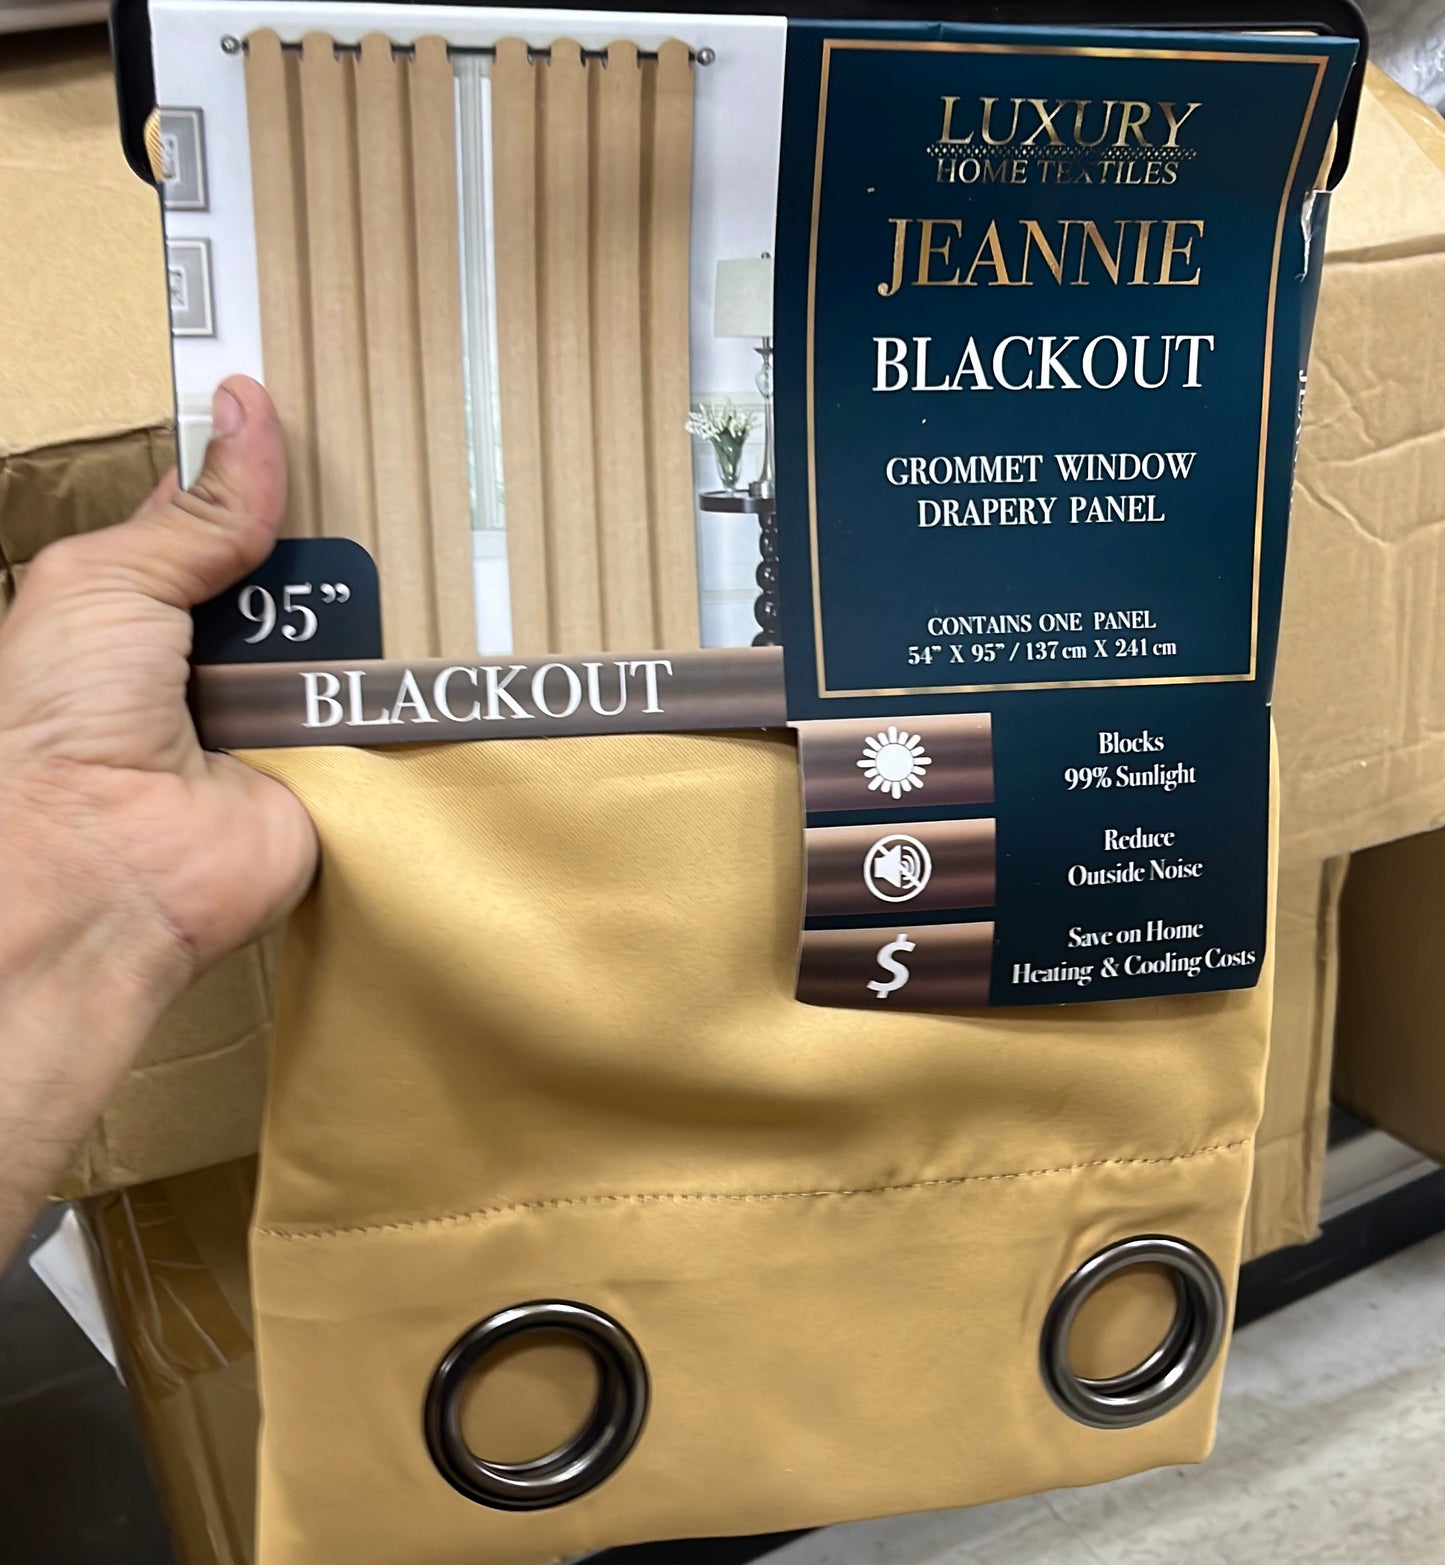 LUXURY
HOME TEXTILES
JEANNIE
BLACKOUT
GROMMET WINDOW
DRAPERY PANEL
CONTAINS ONE PANEL
54” X 95” / 137 cm X 241 cm
95”
BLACKOUT
Blocks
99% Sunlight
Reduce
Outside Noise
$
Save on Home
Heating & Cooling Costs